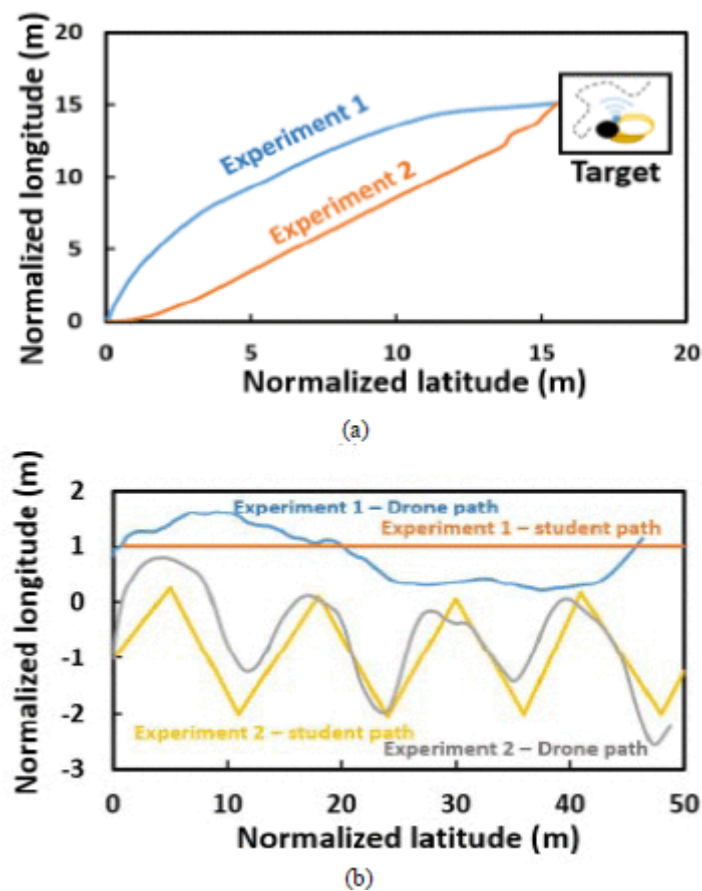 Normalized longitude (m)
20
15
10
5
0
Experiment 1
Experiment 2
Target
0 5 10 15 20
Normalized latitude (m)
(a)
Normalized longitude (m)
2
1
0
-1
-2
-3
Experiment 1 – Drone path
Experiment 1 – student path
Experiment 2 – student path
Experiment 2 – Drone path
0 10 20 30 40 50
Normalized latitude (m)
(b)